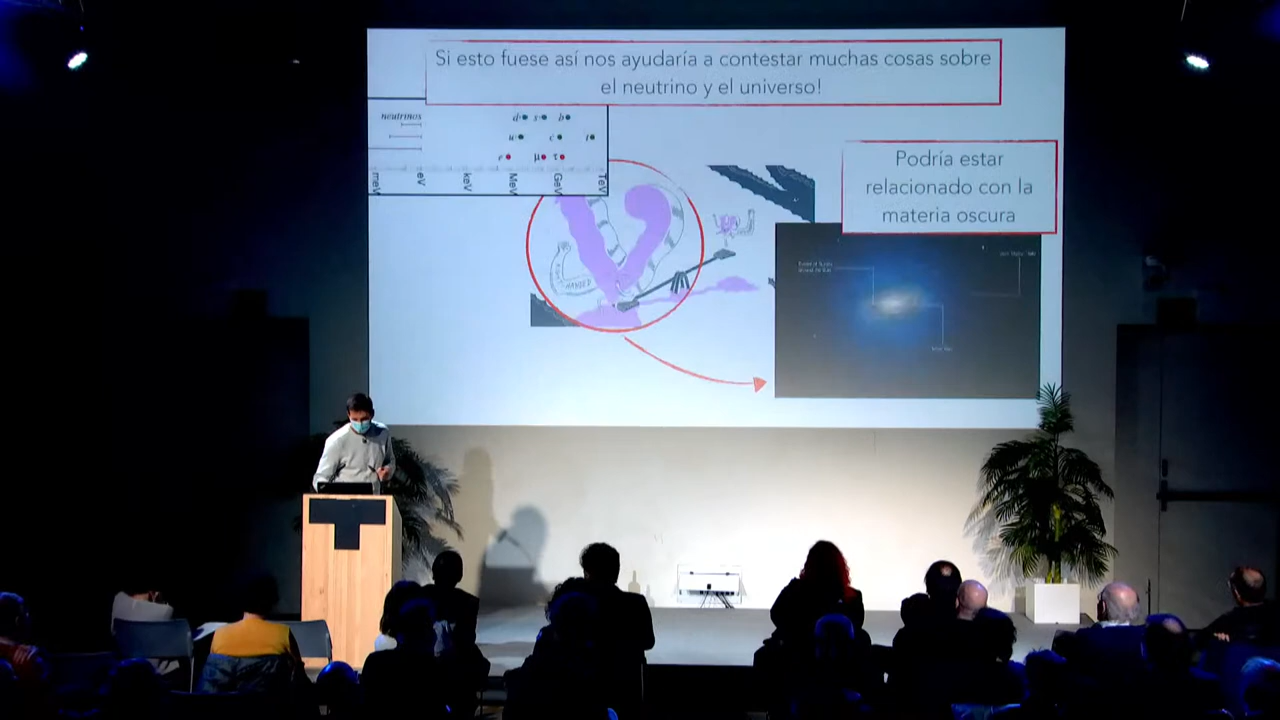 Si esto fuese así nos ayudaría a contestar muchas cosas sobre
el neutrino y el universo!
neutrinos
d s b
u c t
e μ τ
meV eV keV MeV GeV TeV
Podría estar
relacionado con la
materia oscura